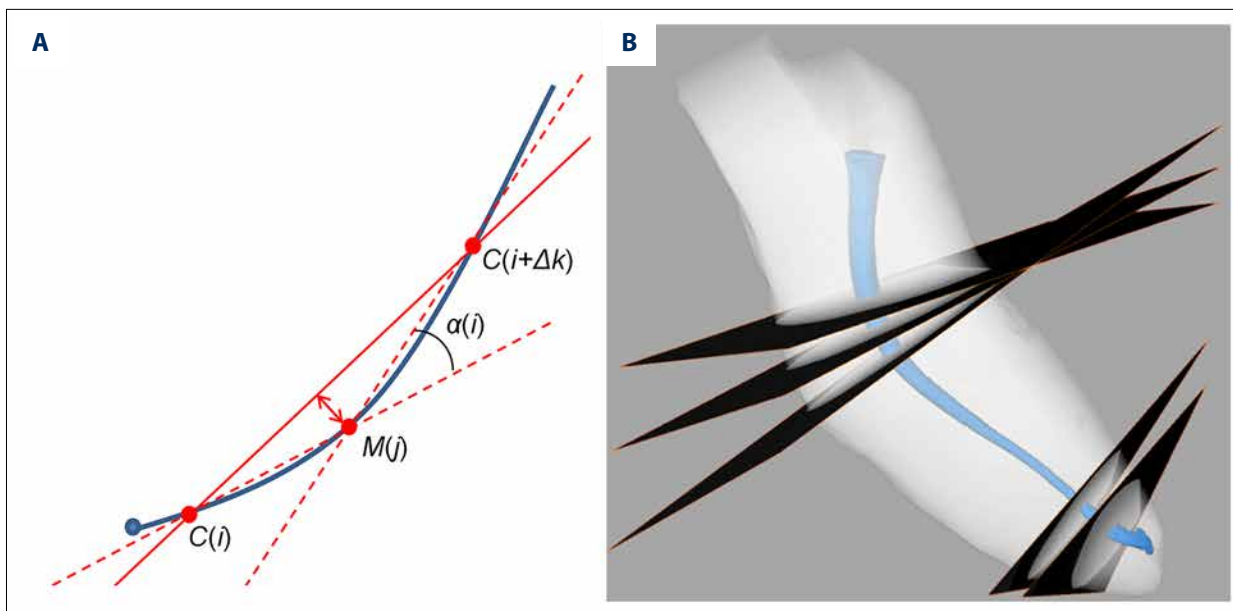 A
B
C(i+Δk)
α(i)
M(j)
C(i)